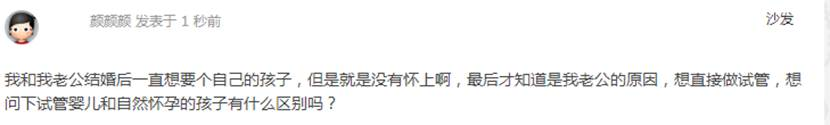 颜颜颜 发表于 1 秒前
沙发
我和我老公结婚后一直想要个自己的孩子，但是就是没有怀上啊，最后才知道是我老公的原因，想直接做试管，想
问下试管婴儿和自然怀孕的孩子有什么区别吗？